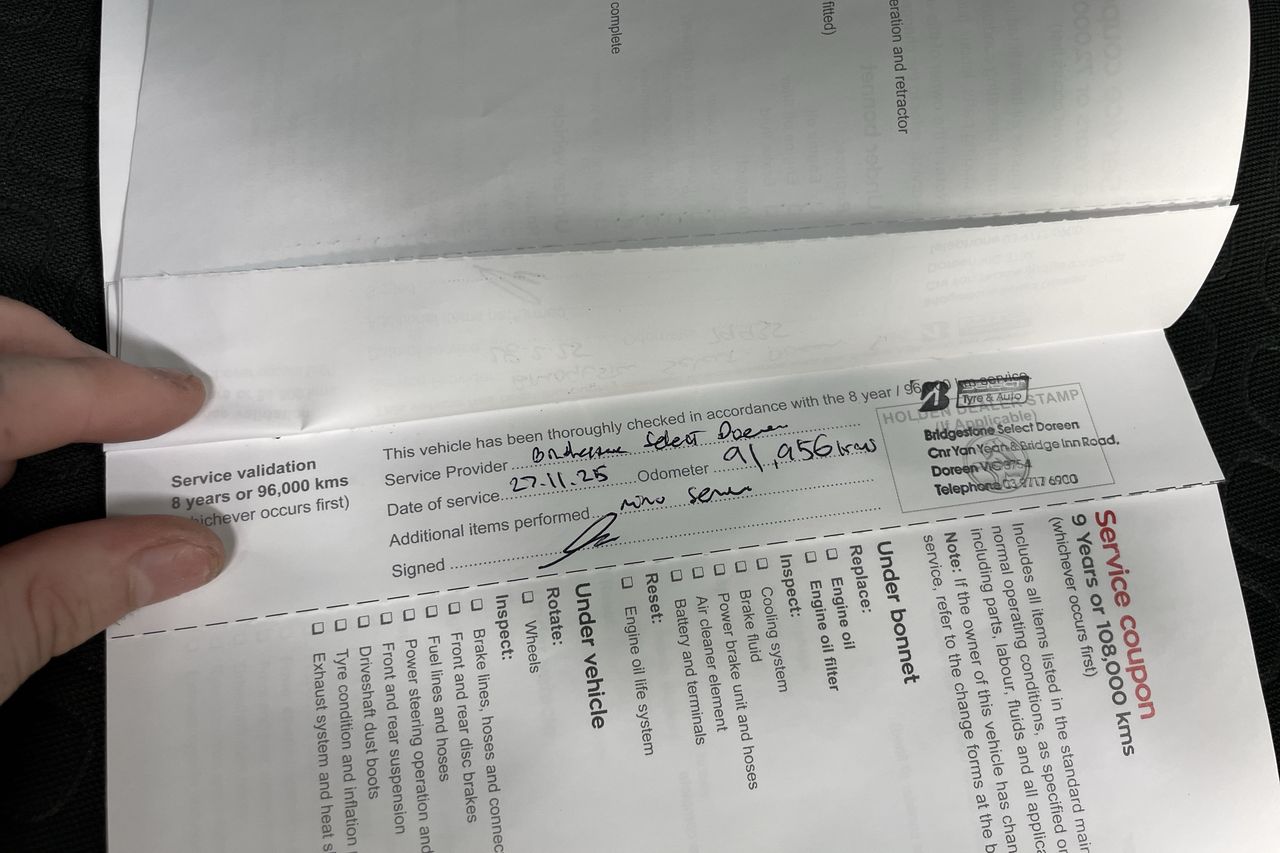 complete
fitted)
eration and retractor
Service validation
8 years or 96,000 kms
hichever occurs first)
This vehicle has been thoroughly checked in accordance with the 8 year / 96,000 km service
Service Provider Bridgestone Select Doreen
Date of service 27.11.25 Odometer 91,956 kms
Additional items performed
Signed
HOLDEN DEALER STAMP
(If Applicable)
Tyre & Auto
Bridgestone Select Doreen
Cnr Yan Yean & Bridge Inn Road,
Doreen VIC 3754
Telephone 03 9717 6900
Service coupon
9 Years or 108,000 kms
(whichever occurs first)
Includes all items listed in the standard main
normal operating conditions, as specified or
including parts, labour, fluids and all applica
Note: If the owner of this vehicle has chan
service, refer to the change forms at the b
Under bonnet
Replace:
Engine oil
Engine oil filter
Inspect:
Cooling system
Brake fluid
Power brake unit and hoses
Air cleaner element
Battery and terminals
Reset:
Engine oil life system
Under vehicle
Rotate:
Wheels
Inspect:
Brake lines, hoses and connec
Front and rear disc brakes
Fuel lines and hoses
Power steering operation and
Front and rear suspension
Driveshaft dust boots
Tyre condition and inflation
Exhaust system and heat s